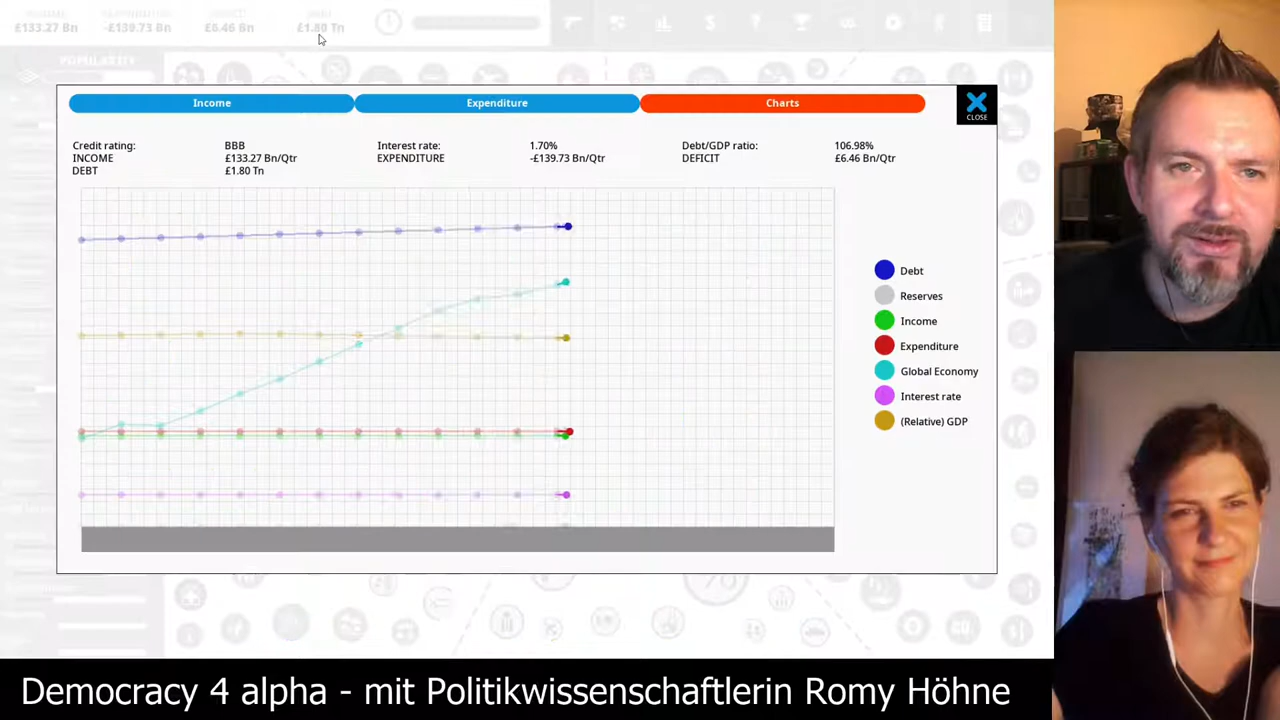 £133.27 Bn
-£139.73 Bn
£6.46 Bn
£1.80 Tn
POPULARITY
Income
Expenditure
Charts
CLOSE
Credit rating: BBB Interest rate: 1.70% Debt/GDP ratio: 106.98%
INCOME £133.27 Bn/Qtr EXPENDITURE -£139.73 Bn/Qtr DEFICIT £6.46 Bn/Qtr
DEBT £1.80 Tn
Debt
Reserves
Income
Expenditure
Global Economy
Interest rate
(Relative) GDP
Democracy 4 alpha - mit Politikwissenschaftlerin Romy Höhne